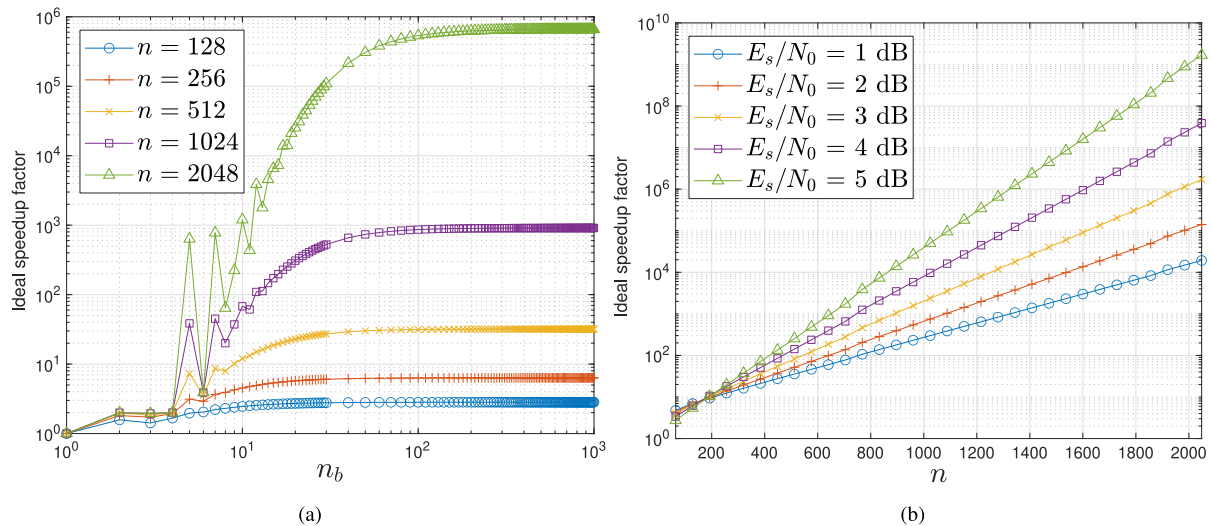 10^6
10^5
10^4
10^3
10^2
10^1
10^0
Ideal speedup factor
n = 128
n = 256
n = 512
n = 1024
n = 2048
10^0 10^1 10^2 10^3
n_b
(a)
10^10
10^8
10^6
10^4
10^2
10^0
Ideal speedup factor
E_s/N_0 = 1 dB
E_s/N_0 = 2 dB
E_s/N_0 = 3 dB
E_s/N_0 = 4 dB
E_s/N_0 = 5 dB
200 400 600 800 1000 1200 1400 1600 1800 2000
n
(b)